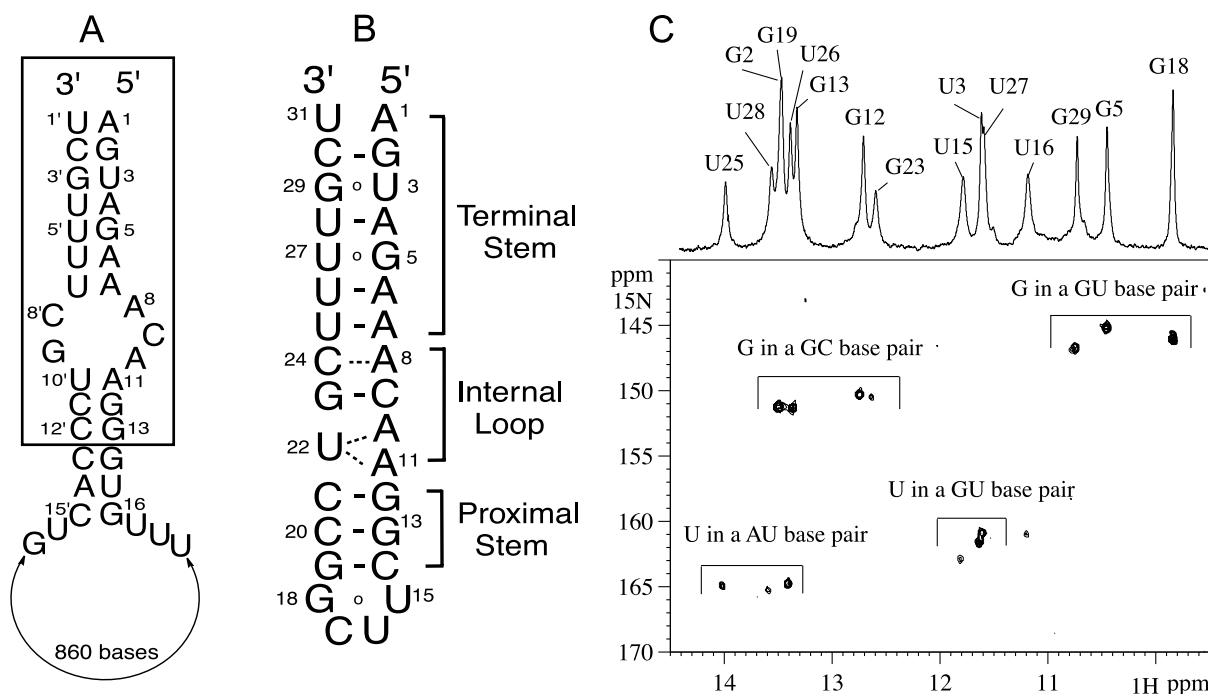 A
3' 5'
1' U A 1
C G
3' G U 3
U A
5' U G 5
U A
U A
8' C A 8
C
G A
10' U A 11
C G
12' C G 13
C G
A U
15' C G 16
G U U U U
860 bases
B
3' 5'
31 U A 1
C - G
29 G o U 3
U - A
27 U o G 5
U - A
U - A
24 C A 8
G C
22 U A
A 11
C - G
20 C - G 13
G - C
18 G o U 15
C U
Terminal
Stem
Internal
Loop
Proximal
Stem
C
G19
G2 U26
G18
U28 G13
U3 U27
G12 G29 G5
U25 G23 U15 U16
ppm
15N
G in a GU base pair
145
G in a GC base pair
150
155
U in a GU base pair
160
U in a AU base pair
165
170
14 13 12 11 1H ppm